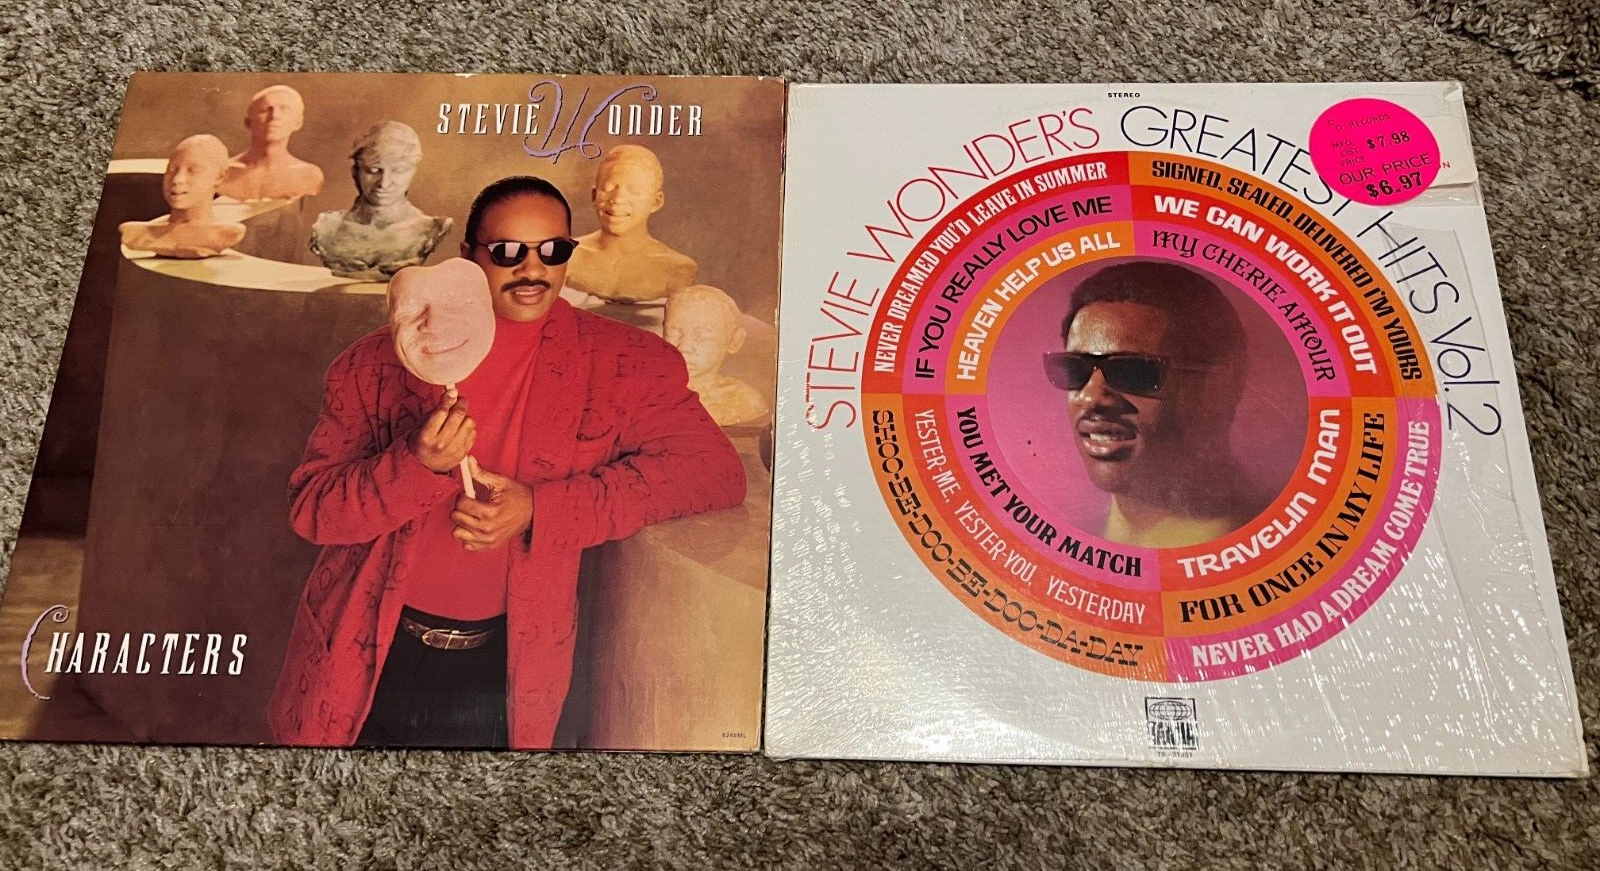 STEVIE WONDER
CHARACTERS
6248ML
STEREO
STEVIE WONDER'S GREATEST HITS Vol. 2
RECORDS
MFG.
LIST
PRICE
$7.98
OUR PRICE
$6.97
N
NEVER DREAMED YOU'D LEAVE IN SUMMER
IF YOU REALLY LOVE ME
HEAVEN HELP US ALL
SIGNED, SEALED, DELIVERED I'M YOURS
WE CAN WORK IT OUT
MY CHERIE AMOUR
SHOO-BE-DOO-BE-DOO-DA-DAY
YESTER-ME, YESTER-YOU, YESTERDAY
YOU MET YOUR MATCH
TRAVELIN MAN
FOR ONCE IN MY LIFE
NEVER HAD A DREAM COME TRUE
TAMLA